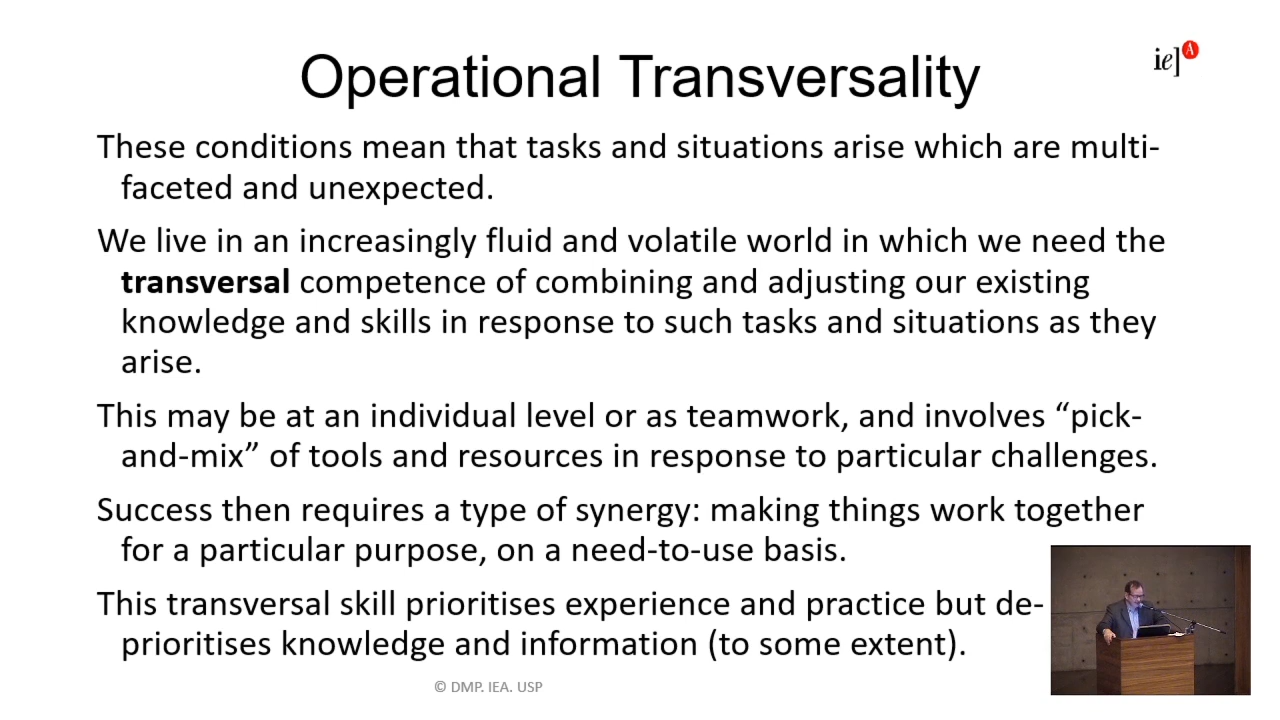 Operational Transversality
ie]A
These conditions mean that tasks and situations arise which are multi-
faceted and unexpected.
We live in an increasingly fluid and volatile world in which we need the
transversal competence of combining and adjusting our existing
knowledge and skills in response to such tasks and situations as they
arise.
This may be at an individual level or as teamwork, and involves “pick-
and-mix” of tools and resources in response to particular challenges.
Success then requires a type of synergy: making things work together
for a particular purpose, on a need-to-use basis.
This transversal skill prioritises experience and practice but de-
prioritises knowledge and information (to some extent).
© DMP. IEA. USP